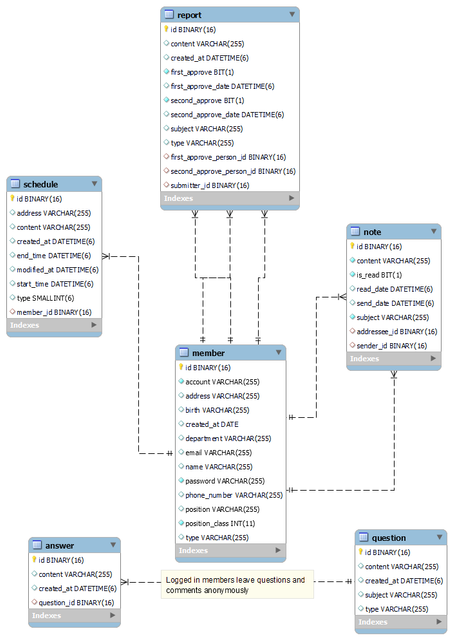 report
id BINARY(16)
content VARCHAR(255)
created_at DATETIME(6)
first_approve BIT(1)
first_approve_date DATETIME(6)
second_approve BIT(1)
second_approve_date DATETIME(6)
subject VARCHAR(255)
type VARCHAR(255)
first_approve_person_id BINARY(16)
second_approve_person_id BINARY(16)
submitter_id BINARY(16)
Indexes
schedule
id BINARY(16)
address VARCHAR(255)
content VARCHAR(255)
created_at DATETIME(6)
end_time DATETIME(6)
modified_at DATETIME(6)
start_time DATETIME(6)
type SMALLINT(6)
member_id BINARY(16)
Indexes
note
id BINARY(16)
content VARCHAR(255)
is_read BIT(1)
read_date DATETIME(6)
send_date DATETIME(6)
subject VARCHAR(255)
addressee_id BINARY(16)
sender_id BINARY(16)
Indexes
member
id BINARY(16)
account VARCHAR(255)
address VARCHAR(255)
birth VARCHAR(255)
created_at DATE
department VARCHAR(255)
email VARCHAR(255)
name VARCHAR(255)
password VARCHAR(255)
phone_number VARCHAR(255)
position VARCHAR(255)
position_class INT(11)
type VARCHAR(255)
Indexes
answer
id BINARY(16)
content VARCHAR(255)
created_at DATETIME(6)
question_id BINARY(16)
Indexes
Logged in members leave questions and
comments anonymously
question
id BINARY(16)
content VARCHAR(255)
created_at DATETIME(6)
subject VARCHAR(255)
type VARCHAR(255)
Indexes